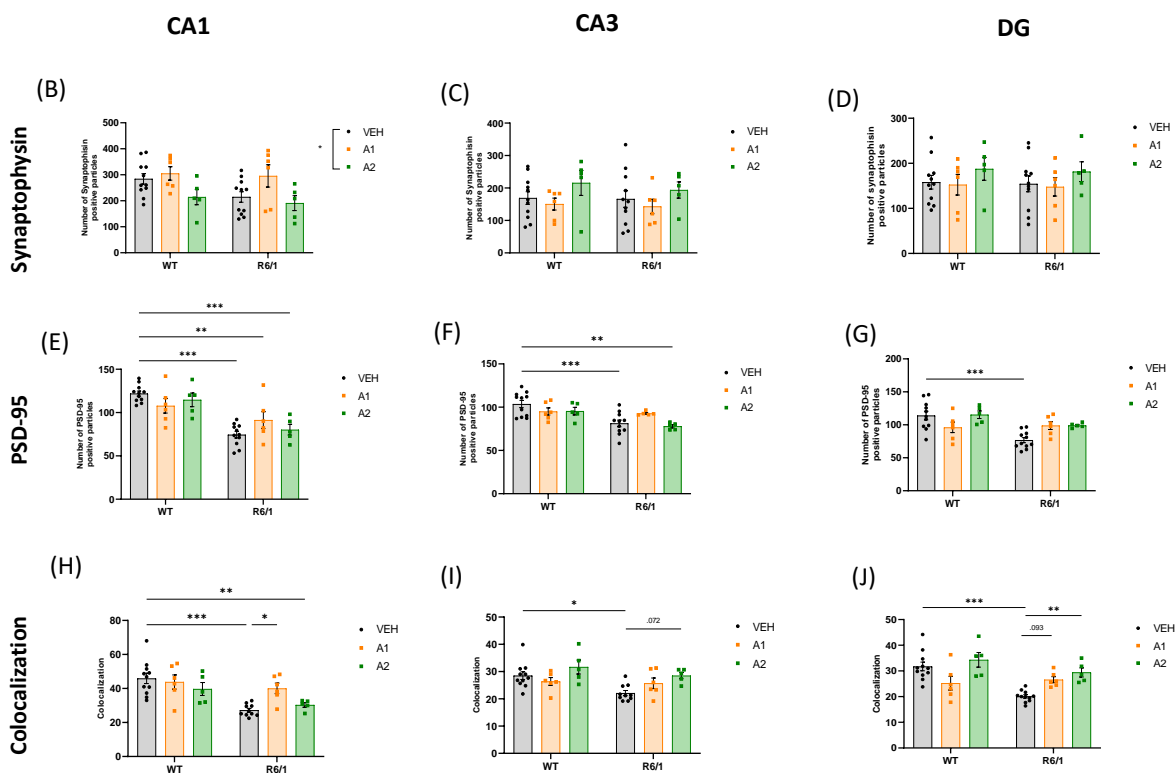 CA1
CA3
DG
Synaptophysin
(B)
Number of Synaptophisin
positive particles
500
400
300
200
100
0
WT
R6/1
*
VEH
A1
A2
(C)
Number of Synaptophisin
positive particles
400
300
200
100
0
WT
R6/1
VEH
A1
A2
(D)
Number of synaptophisin
positive particles
300
200
100
0
WT
R6/1
VEH
A1
A2
PSD-95
(E)
***
**
***
Number of PSD-95
positive particles
150
100
50
0
WT
R6/1
VEH
A1
A2
(F)
**
***
Number of PSD-95
positive particles
150
100
50
0
WT
R6/1
VEH
A1
A2
(G)
***
Number of PSD-95
positive particles
200
150
100
50
0
WT
R6/1
VEH
A1
A2
Colocalization
(H)
**
***
*
Colocalization
80
60
40
20
0
WT
R6/1
VEH
A1
A2
(I)
*
.072
Colocalization
50
40
30
20
10
0
WT
R6/1
VEH
A1
A2
(J)
***
**
.093
Colocalization
50
40
30
20
10
0
WT
R6/1
VEH
A1
A2